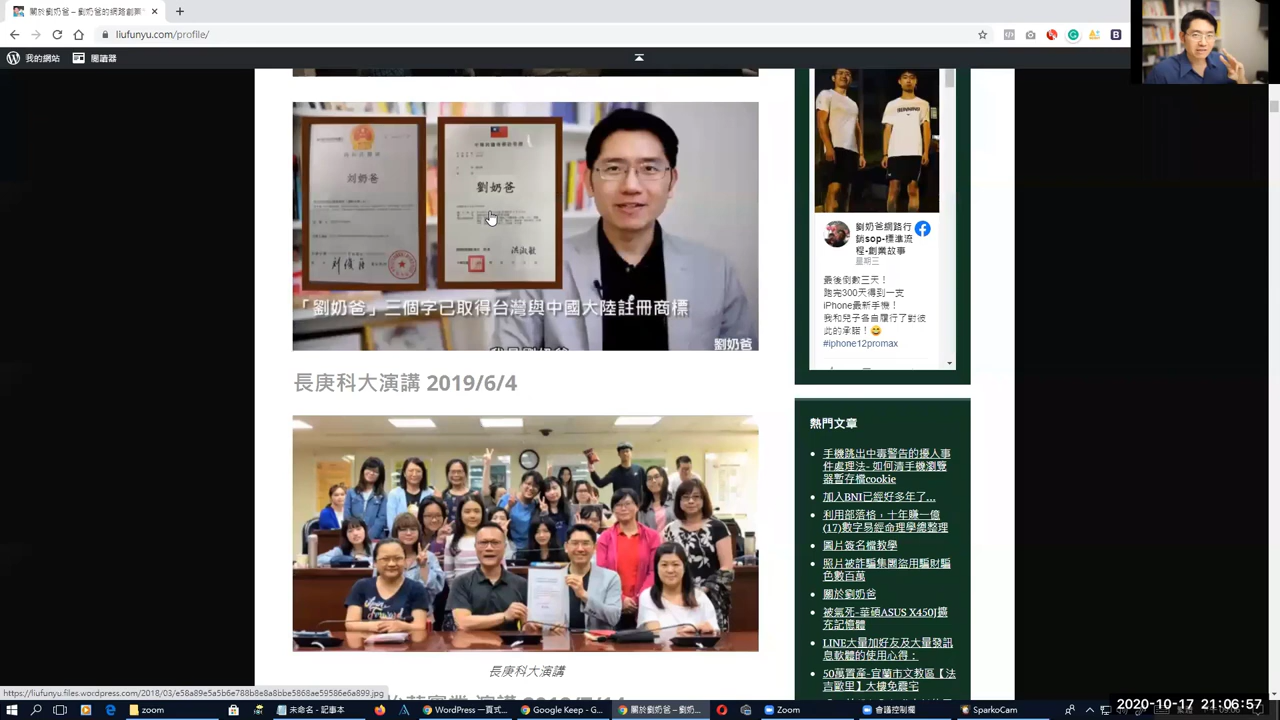 關於劉奶爸 – 劉奶爸的網路創業
liufunyu.com/profile/
我的網站
閱讀器
刘奶爸
劉奶爸
「劉奶爸」三個字已取得台灣與中國大陸註冊商標
劉奶爸
長庚科大演講 2019/6/4
長庚科大演講
RUNNING
劉奶爸網路行
銷sop-標準流
程-創業故事
星期三
最後倒數三天！
跑完300天得到一支
iPhone最新手機！
我和兒子各自履行了對彼
此的承諾！
#iphone12promax
熱門文章
手機跳出中毒警告的擾人事
件處理法- 如何清手機瀏覽
器暫存檔cookie
加入BNI已經好多年了...
利用部落格，十年賺一億
(17)數字易經命理學總整理
圖片簽名檔教學
照片被詐騙集團盜用騙財騙
色數百萬
關於劉奶爸
被氣死-華碩ASUS X450J擴
充記憶體
LINE大量加好友及大量發訊
息軟體的使用心得：
50萬置產-宜蘭市文教區【法
吉歐里】大樓免震宅
zoom
未命名 - 記事本
WordPress 一頁式...
Google Keep - G...
關於劉奶爸 – 劉奶...
Zoom
會議控制欄
SparkoCam
2020-10-17 21:06:57